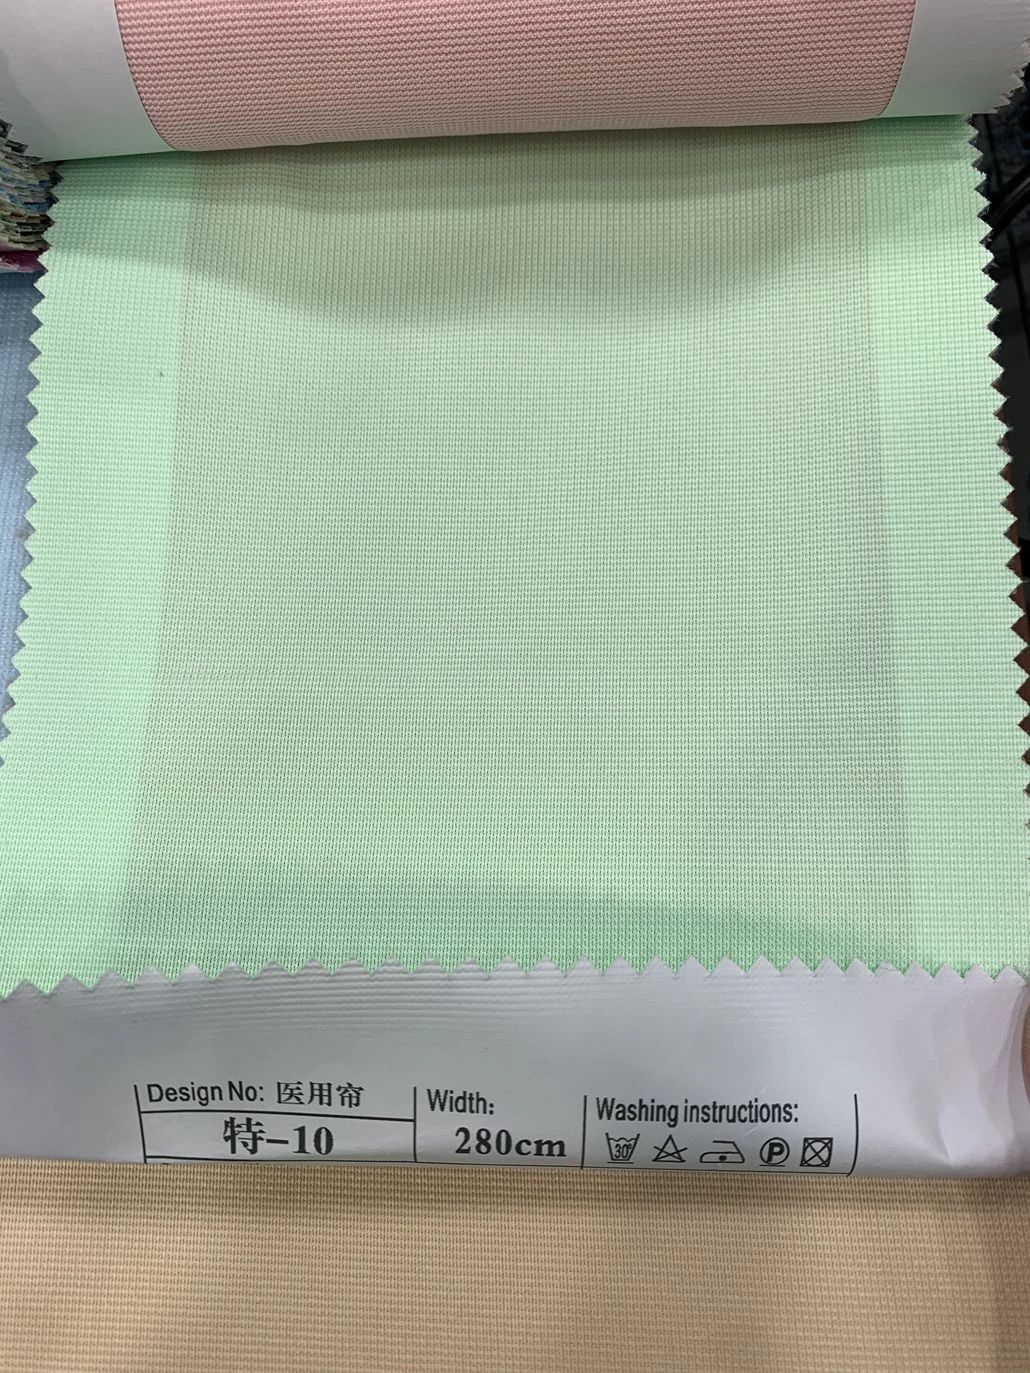 Design No: 医用帘
特-10
Width:
280cm
Washing instructions:
30°
P